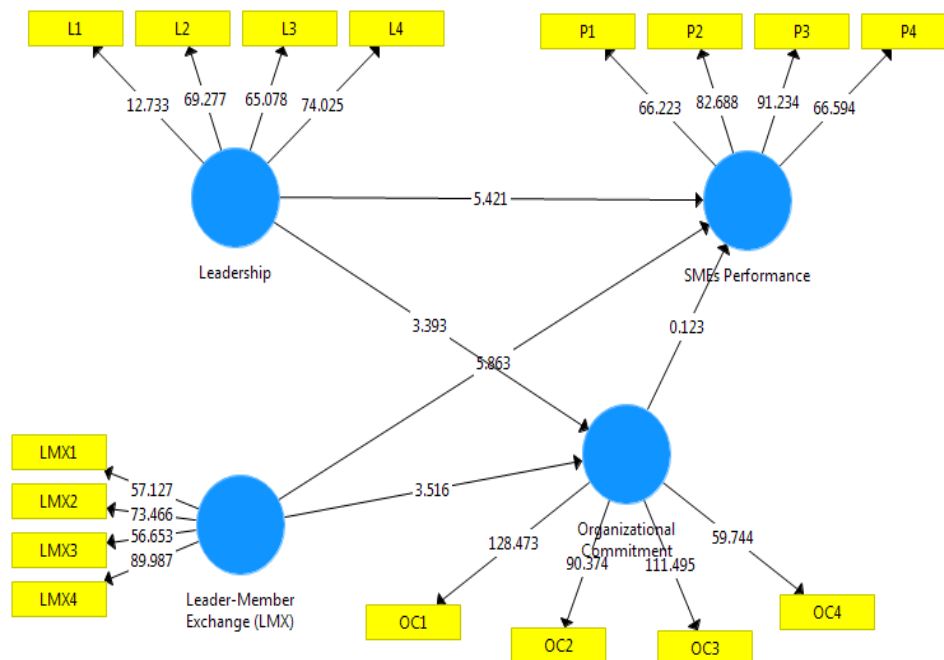 L1
L2
L3
L4
P1
P2
P3
P4
12.733
69.277
65.078
74.025
66.223
82.688
91.234
66.594
5.421
Leadership
SMEs Performance
3.393
0.123
5.863
LMX1
LMX2
LMX3
LMX4
57.127
73.466
56.653
89.987
3.516
Leader-Member
Exchange (LMX)
Organizational
Commitment
128.473
90.374
111.495
59.744
OC1
OC2
OC3
OC4